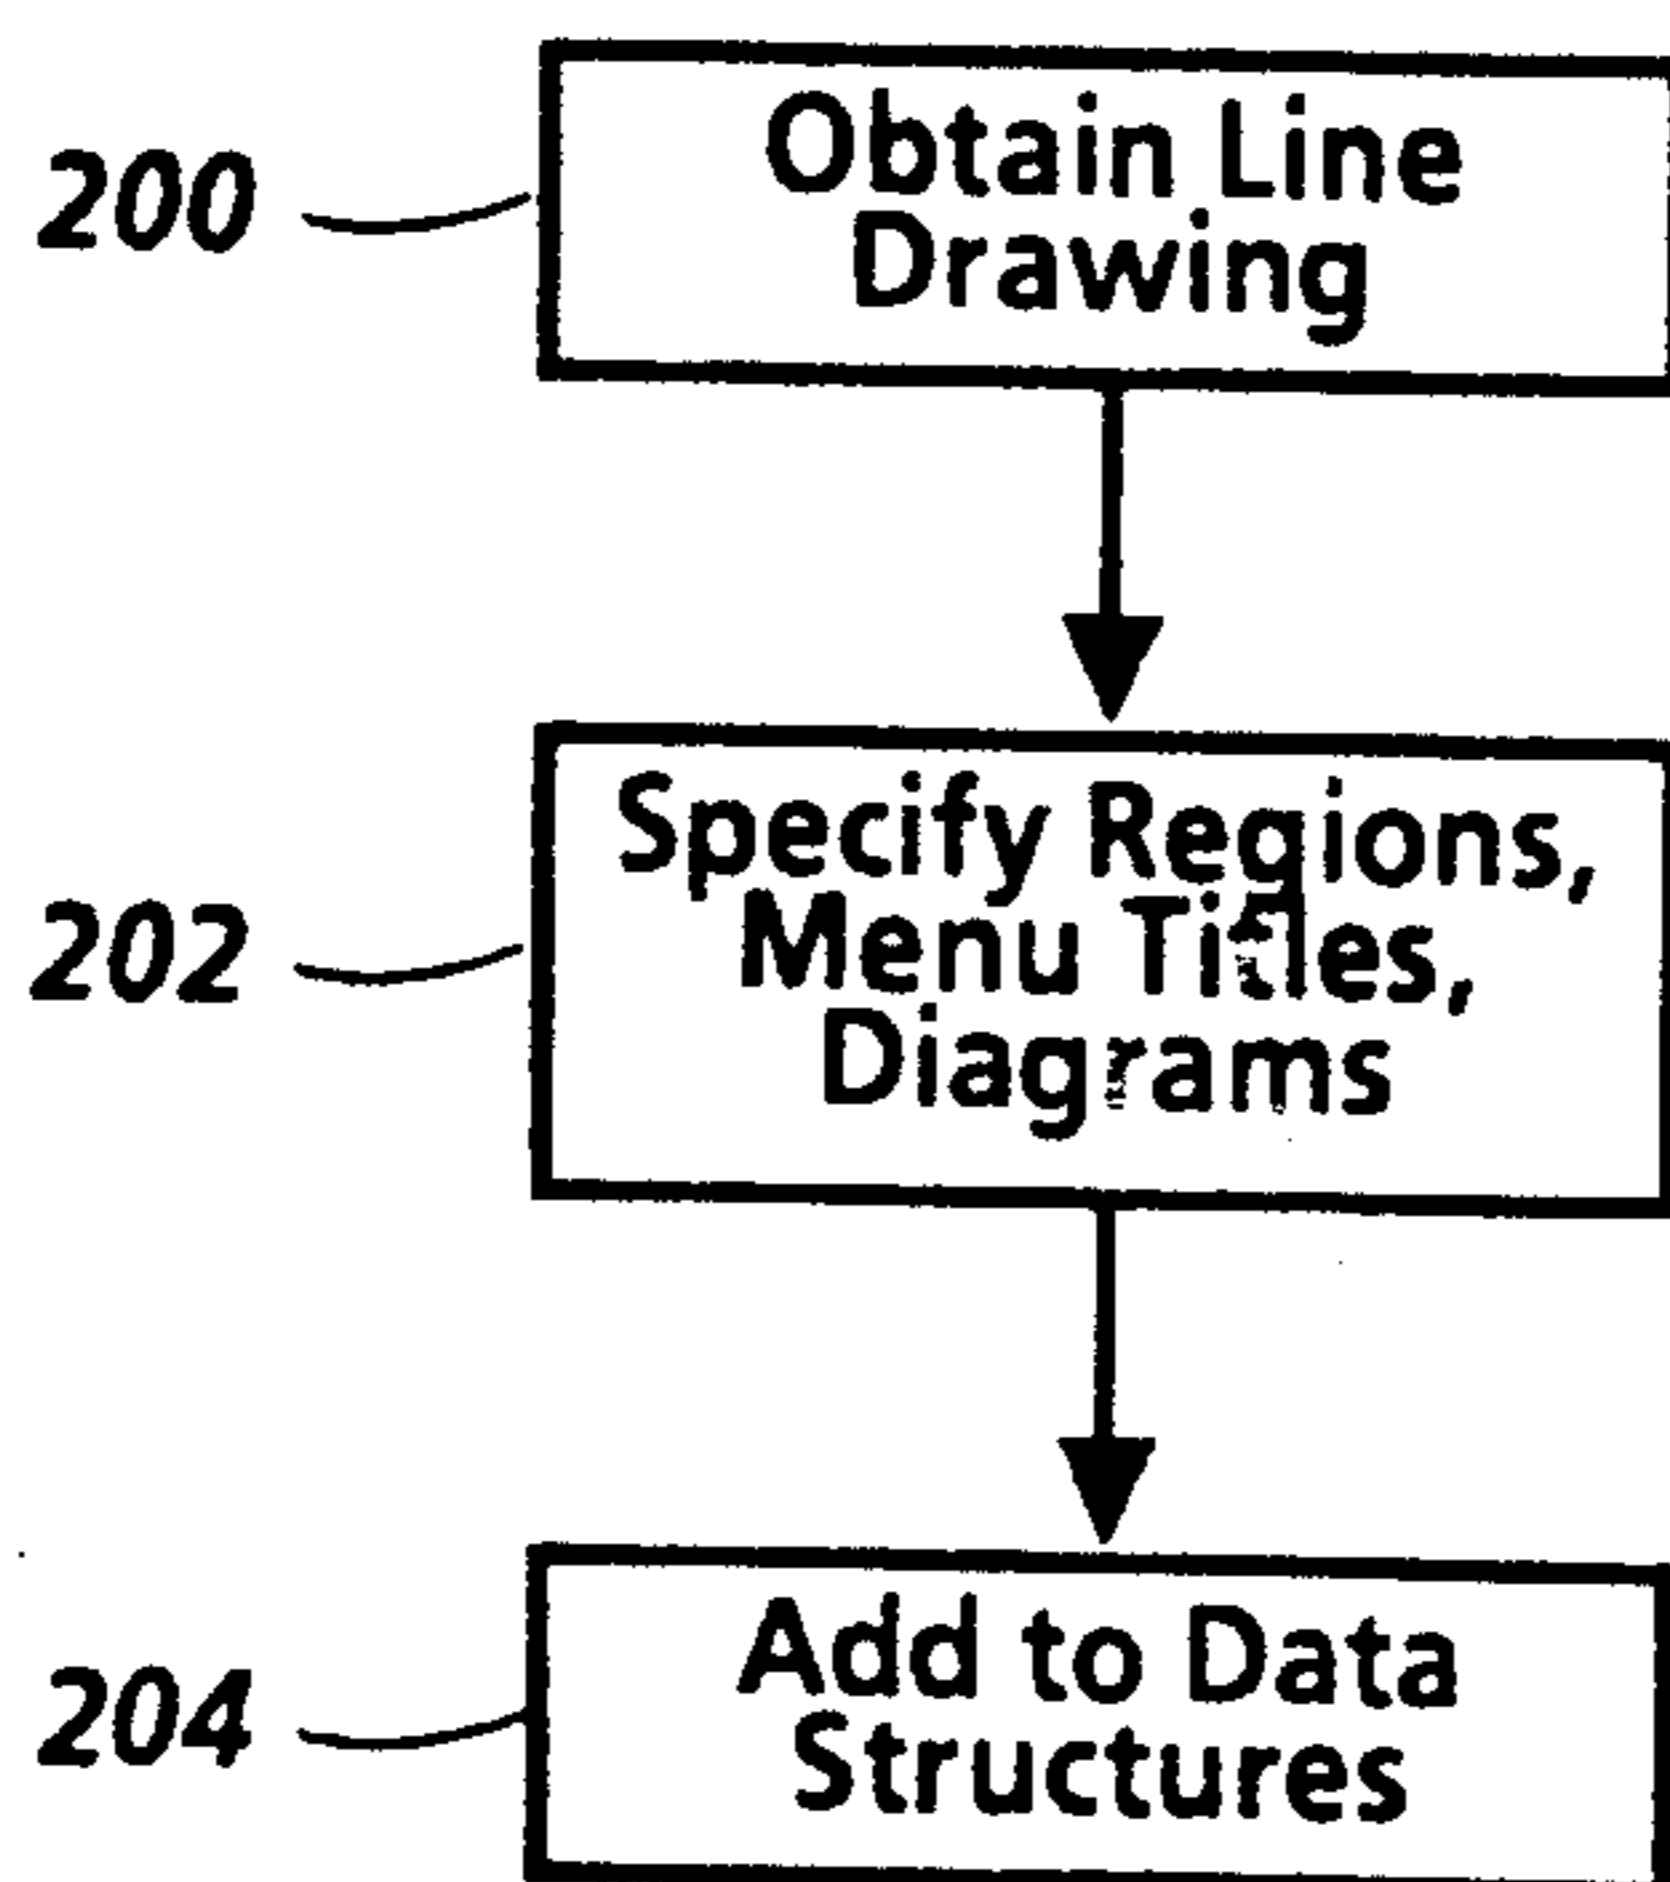 200
Obtain Line
Drawing
202
Specify Regions,
Menu Titles,
Diagrams
204
Add to Data
Structures